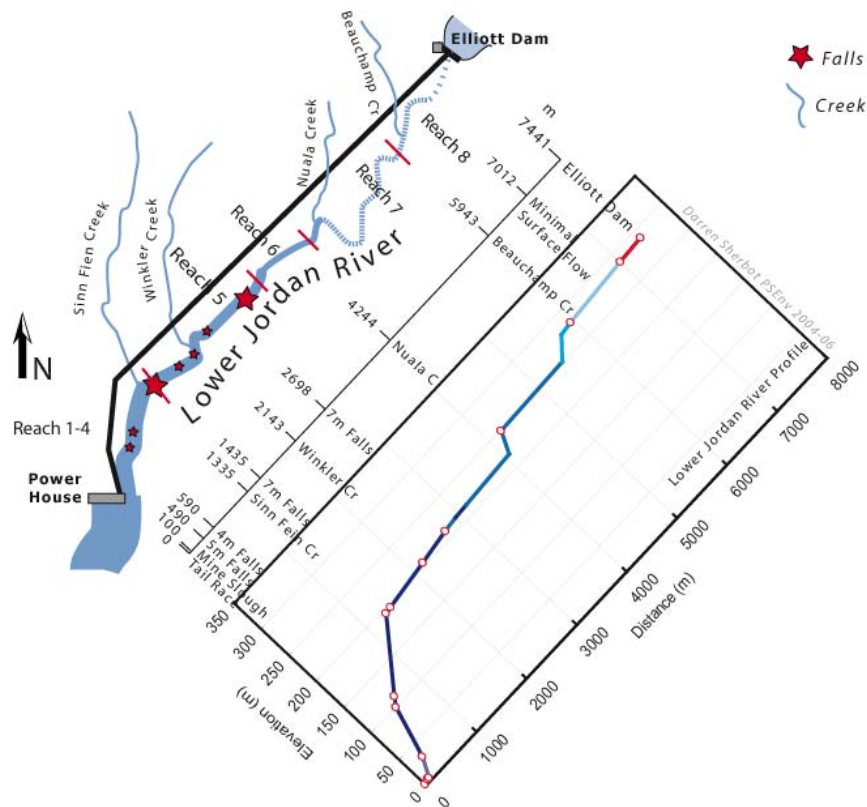 Elliott Dam
Beauchamp Cr
Falls
Creek
Nuala Creek
Sinn Fien Creek
Winkler Creek
Reach 8
Reach 7
Reach 6
Reach 5
Lower Jordan River
N
Reach 1-4
Power
House
m
7441
Elliott Dam
7012
Minimal
Surface Flow
5943
Beauchamp Cr
4244
Nuala C
2698
7m Falls
2143
Winkler Cr
1435
7m Falls
1335
Sinn Fein Cr
590
4m Falls
490
5m Falls
100
Mine Slough
0
Tail Race
Darren Sherbot PSEnv 2004-06
Lower Jordan River Profile
350
300
250
200
150
100
50
0
Elevation (m)
0
1000
2000
3000
4000
5000
6000
7000
8000
Distance (m)